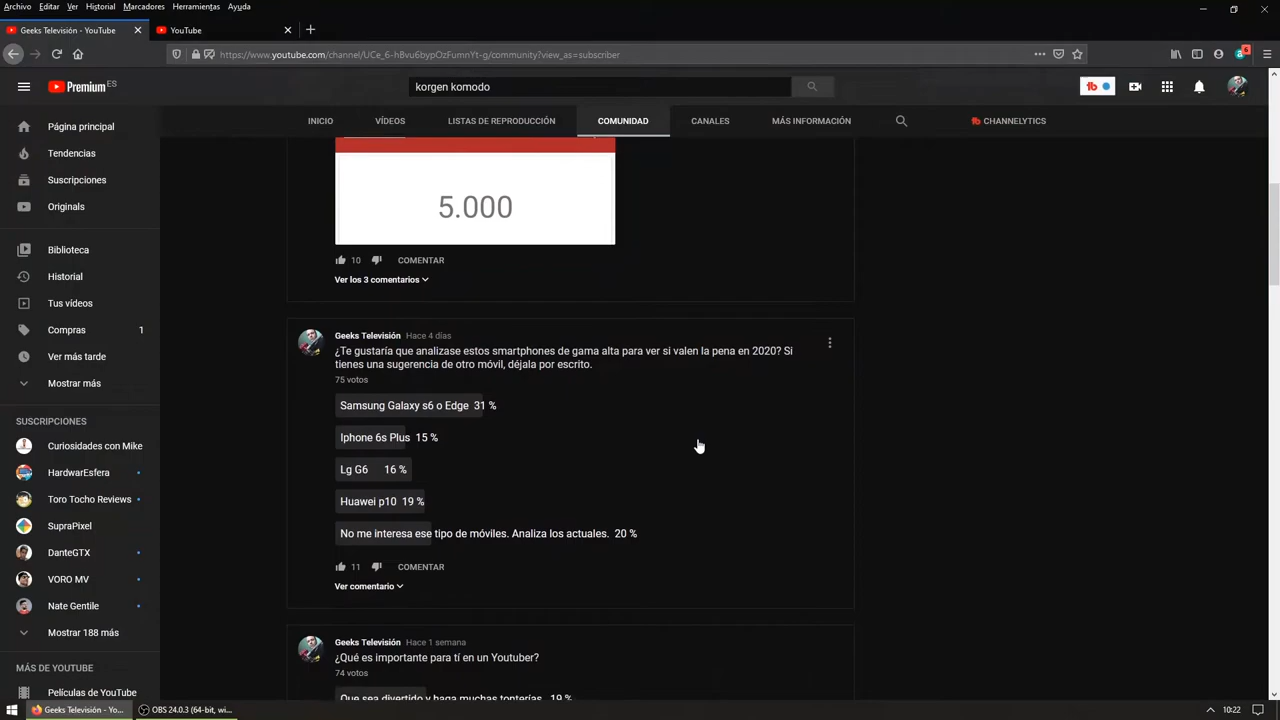 Archivo Editar Ver Historial Marcadores Herramientas Ayuda
Geeks Televisión - YouTube
YouTube
https://www.youtube.com/channel/UCe_6-hBvu6bypOzFumnYt-g/community?view_as=subscriber
6
Premium ES
korgen komodo
INICIO VÍDEOS LISTAS DE REPRODUCCIÓN COMUNIDAD CANALES MÁS INFORMACIÓN CHANNELYTICS
Página principal
Tendencias
Suscripciones
Originals
Biblioteca
Historial
Tus vídeos
Compras 1
Ver más tarde
Mostrar más
SUSCRIPCIONES
Curiosidades con Mike
HardwarEsfera
Toro Tocho Reviews
SupraPixel
DanteGTX
VORO MV
Nate Gentile
Mostrar 188 más
MÁS DE YOUTUBE
Películas de YouTube
5.000
10 COMENTAR
Ver los 3 comentarios
Geeks Televisión Hace 4 días
¿Te gustaría que analizase estos smartphones de gama alta para ver si valen la pena en 2020? Si
tienes una sugerencia de otro móvil, déjala por escrito.
75 votos
Samsung Galaxy s6 o Edge 31 %
Iphone 6s Plus 15 %
Lg G6 16 %
Huawei p10 19 %
No me interesa ese tipo de móviles. Analiza los actuales. 20 %
11 COMENTAR
Ver comentario
Geeks Televisión Hace 1 semana
¿Qué es importante para tí en un Youtuber?
74 votos
Que sea divertido y haga muchas tonterías 19 %
Geeks Televisión - Yo...
OBS 24.0.3 (64-bit, wi...
10:22